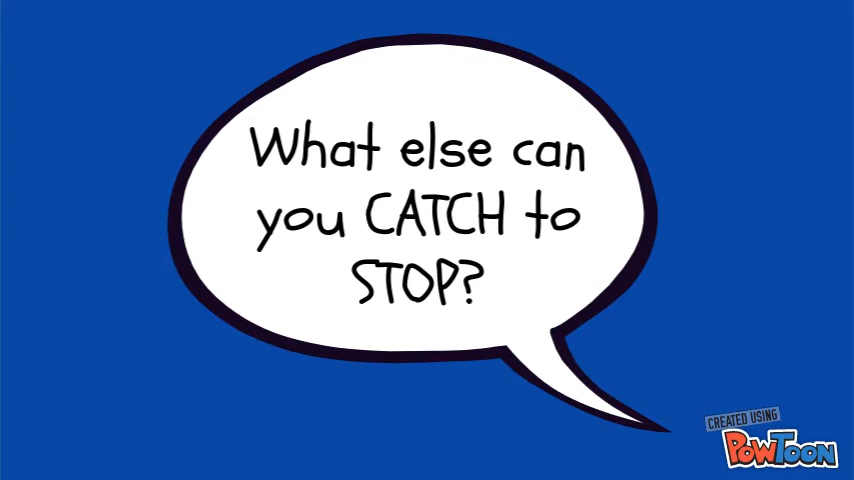 What else can
you CATCH to
STOP?
CREATED USING
POWTOON